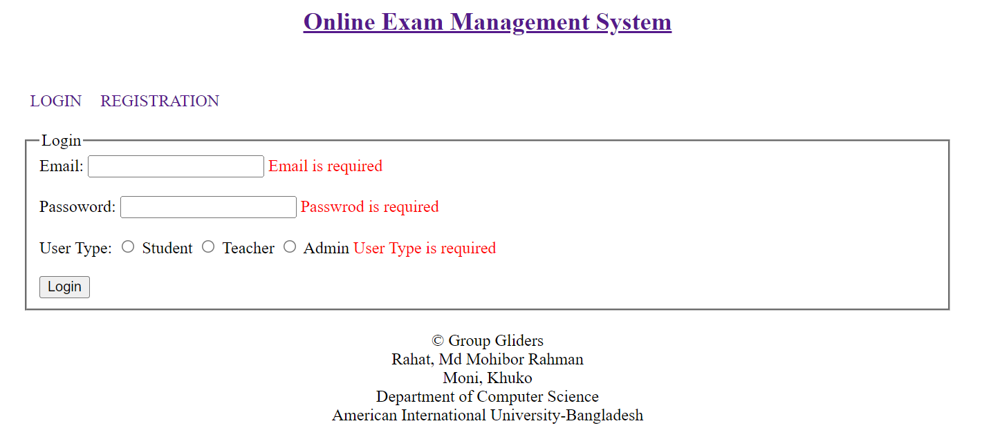 Online Exam Management System
LOGIN REGISTRATION
Login
Email: Email is required
Passoword: Passwrod is required
User Type: Student Teacher Admin User Type is required
Login
© Group Gliders
Rahat, Md Mohibor Rahman
Moni, Khuko
Department of Computer Science
American International University-Bangladesh